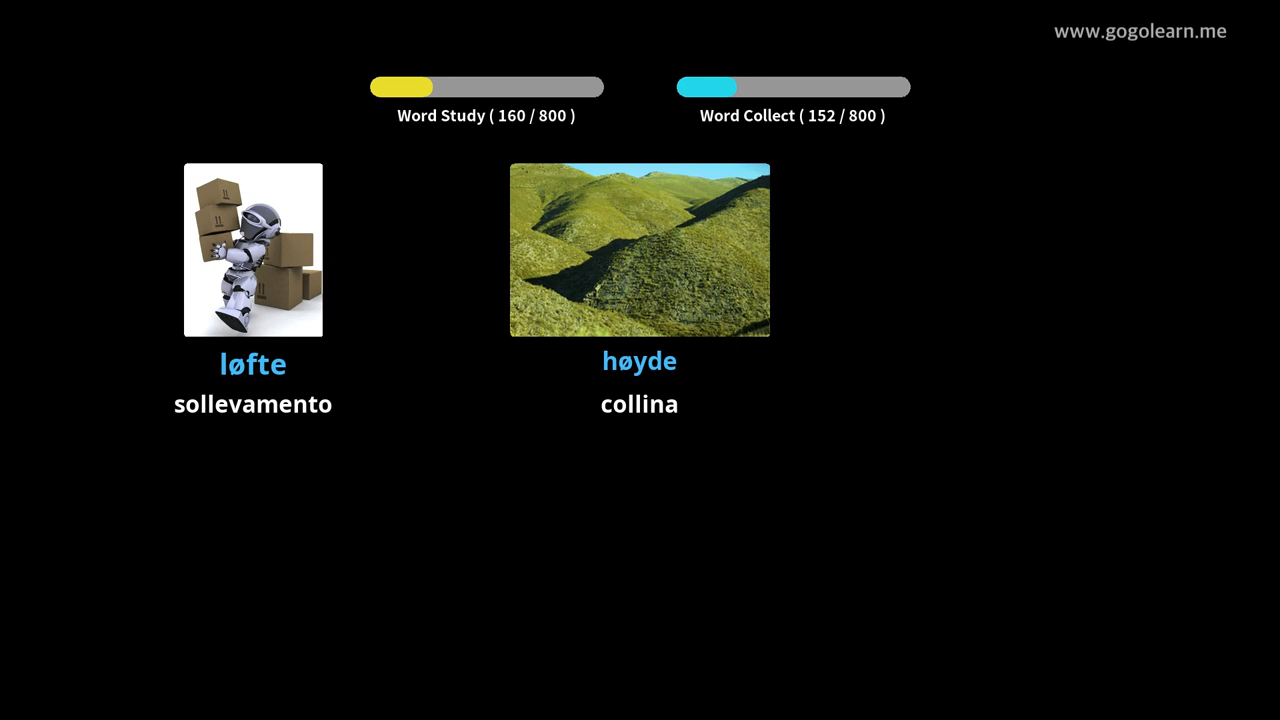 www.gogolearn.me
Word Study ( 160 / 800 )
Word Collect ( 152 / 800 )
løfte
høyde
sollevamento
collina